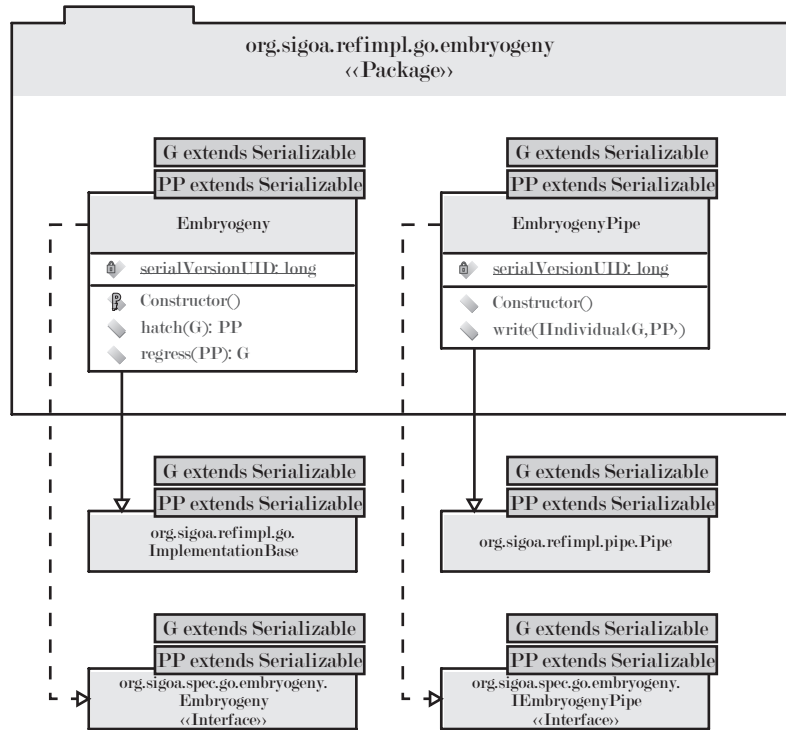 org.sigoa.refimpl.go.embryogeny
‹‹Package››
G extends Serializable
PP extends Serializable
Embryogeny
serialVersionUID: long
Constructor()
hatch(G): PP
regress(PP): G
G extends Serializable
PP extends Serializable
EmbryogenyPipe
serialVersionUID: long
Constructor()
write(IIndividual‹G,PP›)
G extends Serializable
PP extends Serializable
org.sigoa.refimpl.go.
ImplementationBase
G extends Serializable
PP extends Serializable
org.sigoa.refimpl.pipe.Pipe
G extends Serializable
PP extends Serializable
org.sigoa.spec.go.embryogeny.
Embryogeny
‹‹Interface››
G extends Serializable
PP extends Serializable
org.sigoa.spec.go.embryogeny.
IEmbryogenyPipe
‹‹Interface››